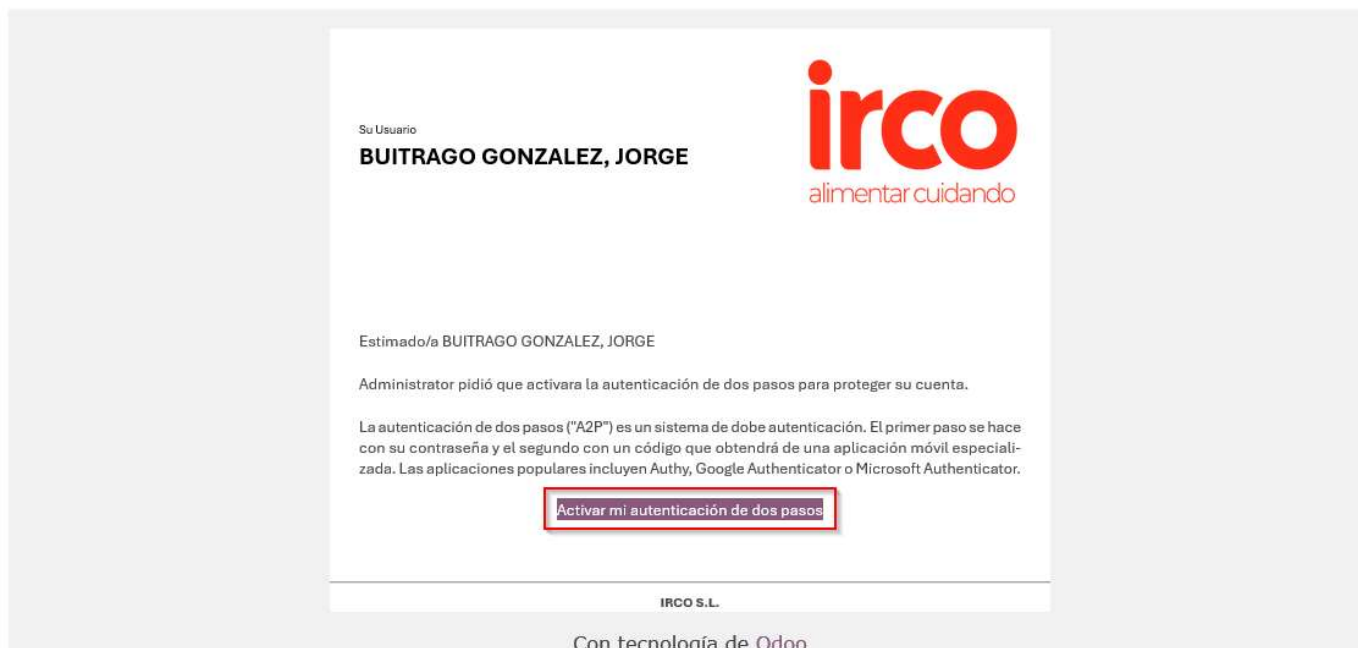 irco
alimentar cuidando
Su Usuario
BUITRAGO GONZALEZ, JORGE
Estimado/a BUITRAGO GONZALEZ, JORGE
Administrator pidió que activara la autenticación de dos pasos para proteger su cuenta.
La autenticación de dos pasos ("A2P") es un sistema de dobe autenticación. El primer paso se hace
con su contraseña y el segundo con un código que obtendrá de una aplicación móvil especiali-
zada. Las aplicaciones populares incluyen Authy, Google Authenticator o Microsoft Authenticator.
Activar mi autenticación de dos pasos
IRCO S.L.
Con tecnología de Odoo